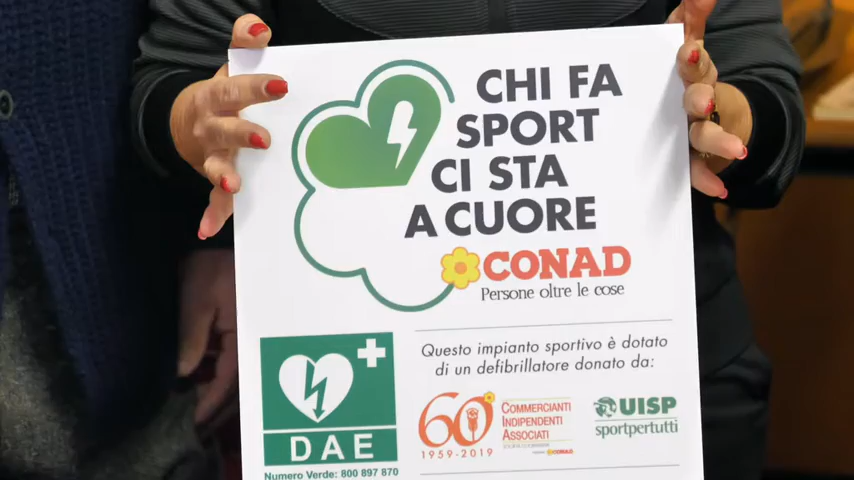 CHI FA
SPORT
CI STA
A CUORE
CONAD
Persone oltre le cose
Questo impianto sportivo è dotato
di un defibrillatore donato da:
DAE
Numero Verde: 800 897 870
60
1959-2019
COMMERCIANTI
INDIPENDENTI
ASSOCIATI
CONAD
UISP
sportpertutti